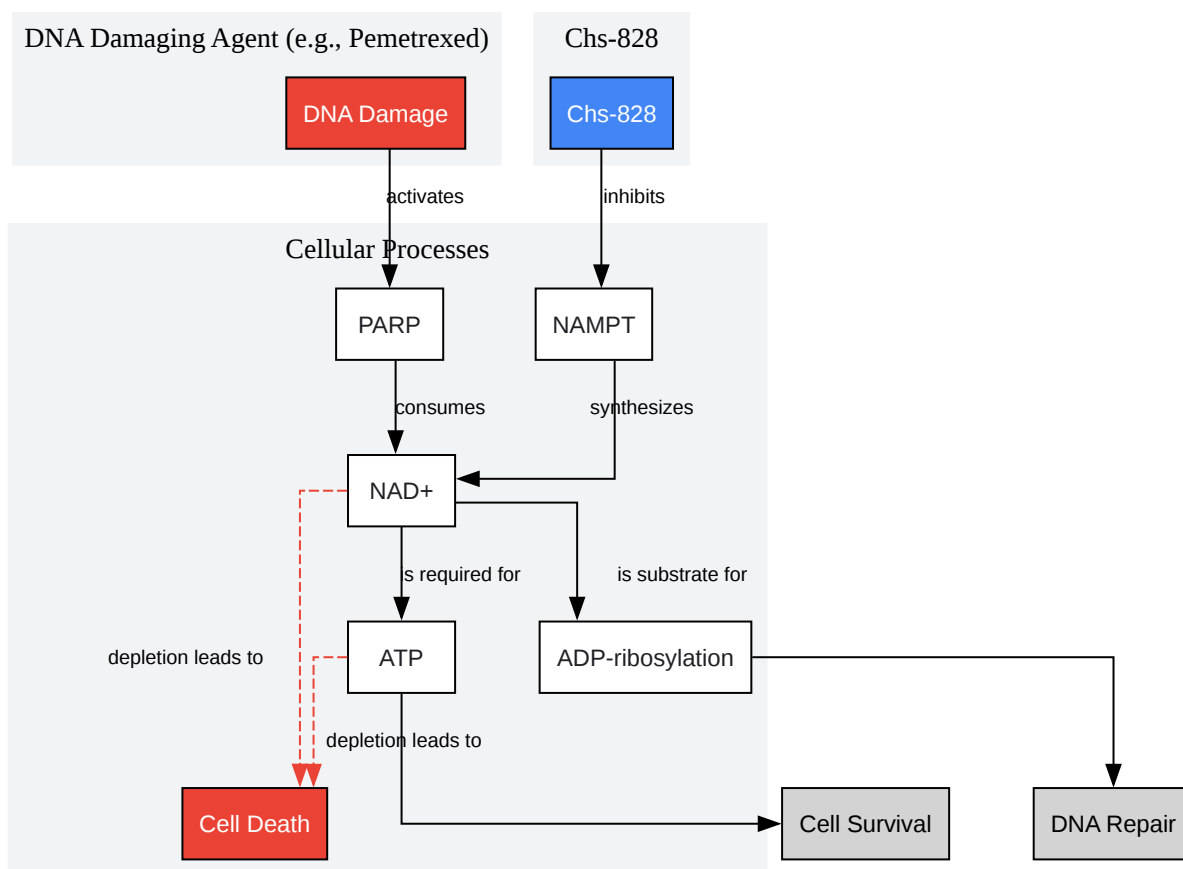 DNA Damaging Agent (e.g., Pemetrexed)
Chs-828
DNA Damage
Chs-828
activates
inhibits
Cellular Processes
PARP
NAMPT
consumes
synthesizes
NAD+
is required for
is substrate for
depletion leads to
ATP
ADP-ribosylation
depletion leads to
Cell Death
Cell Survival
DNA Repair